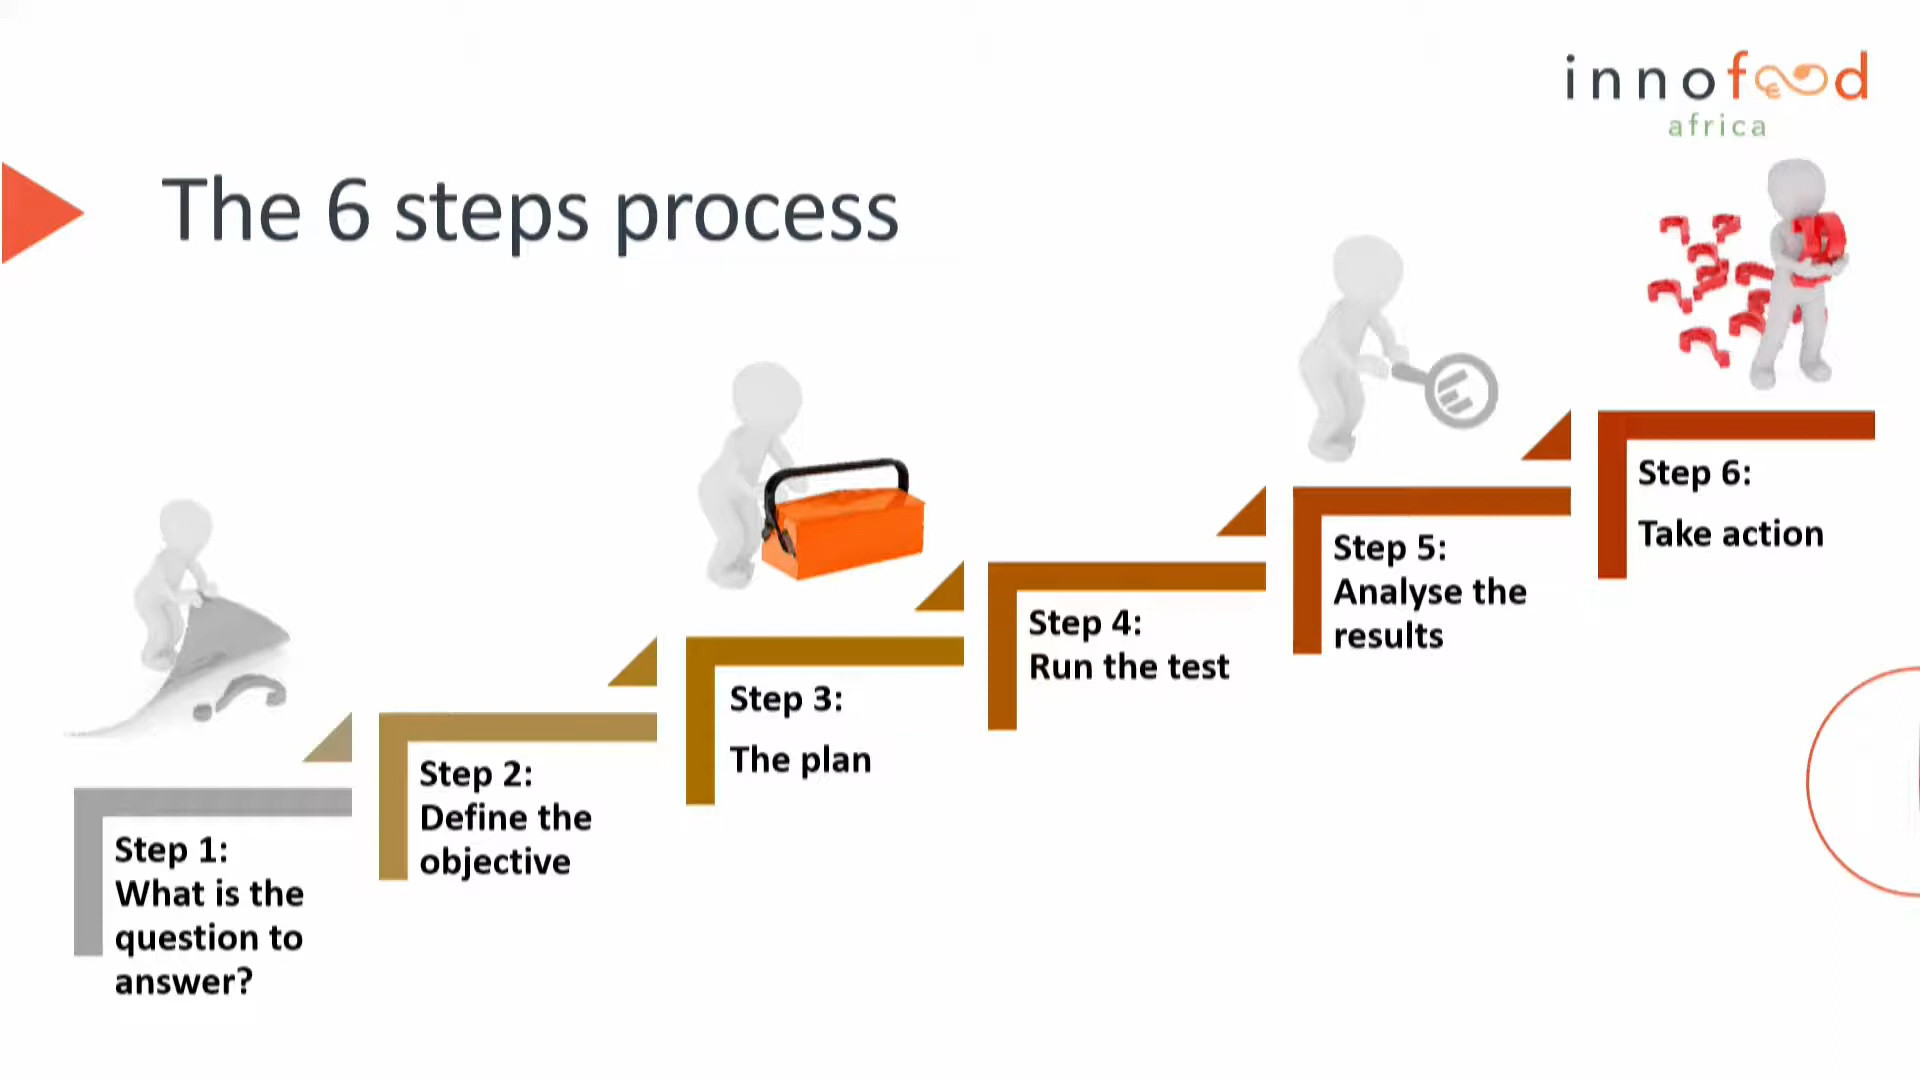 innofood
africa
The 6 steps process
Step 1:
What is the
question to
answer?
Step 2:
Define the
objective
Step 3:
The plan
Step 4:
Run the test
Step 5:
Analyse the
results
Step 6:
Take action